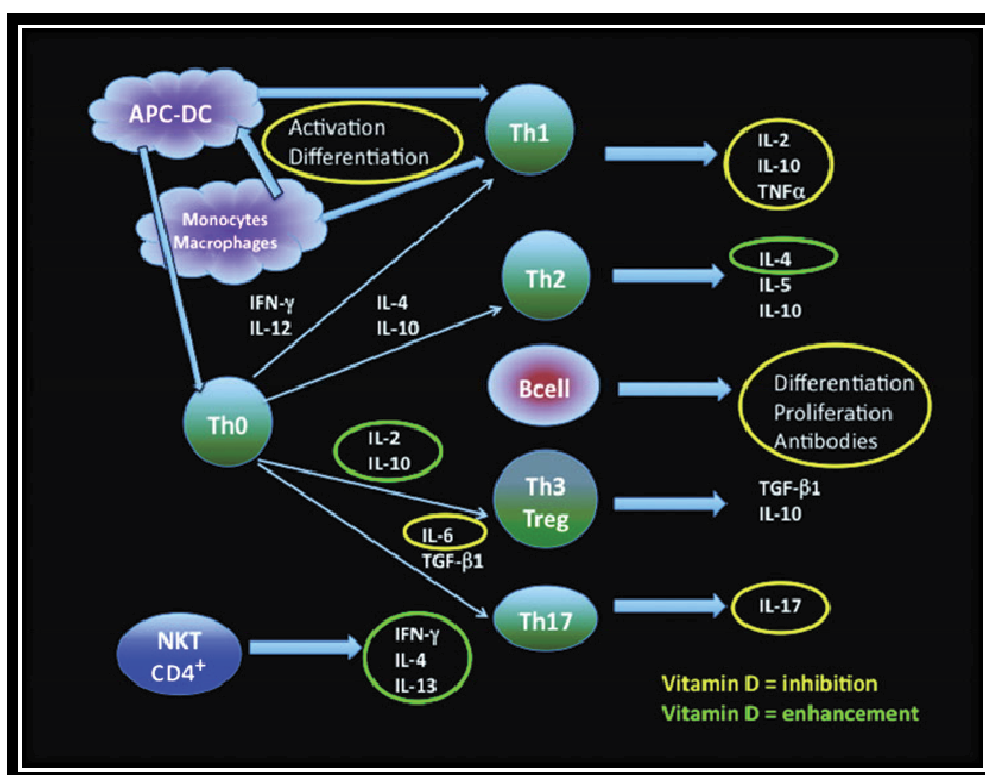 APC-DC
Activation
Differentiation
Th1
IL-2
IL-10
TNFα
Monocytes
Macrophages
IFN-γ
IL-12
IL-4
IL-10
Th2
IL-4
IL-5
IL-10
Bcell
Differentiation
Proliferation
Antibodies
Th0
IL-2
IL-10
Th3
Treg
TGF-β1
IL-10
IL-6
TGF-β1
Th17
IL-17
NKT
CD4⁺
IFN-γ
IL-4
IL-13
Vitamin D = inhibition
Vitamin D = enhancement